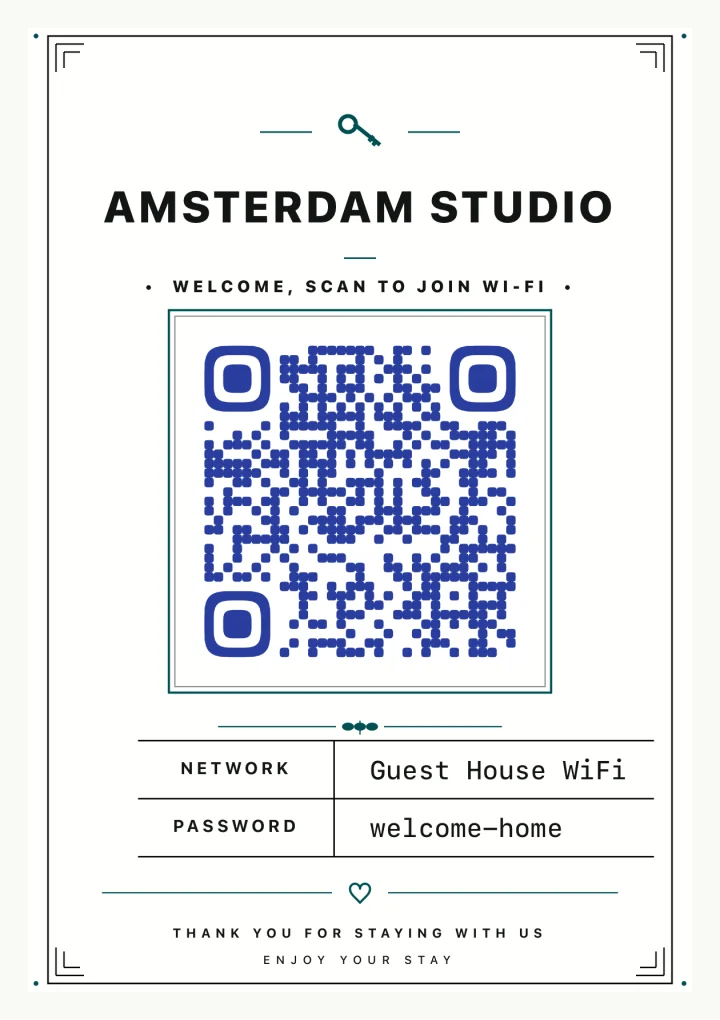 AMSTERDAM STUDIO
• WELCOME, SCAN TO JOIN WI-FI •
NETWORK Guest House WiFi
PASSWORD welcome-home
THANK YOU FOR STAYING WITH US
ENJOY YOUR STAY